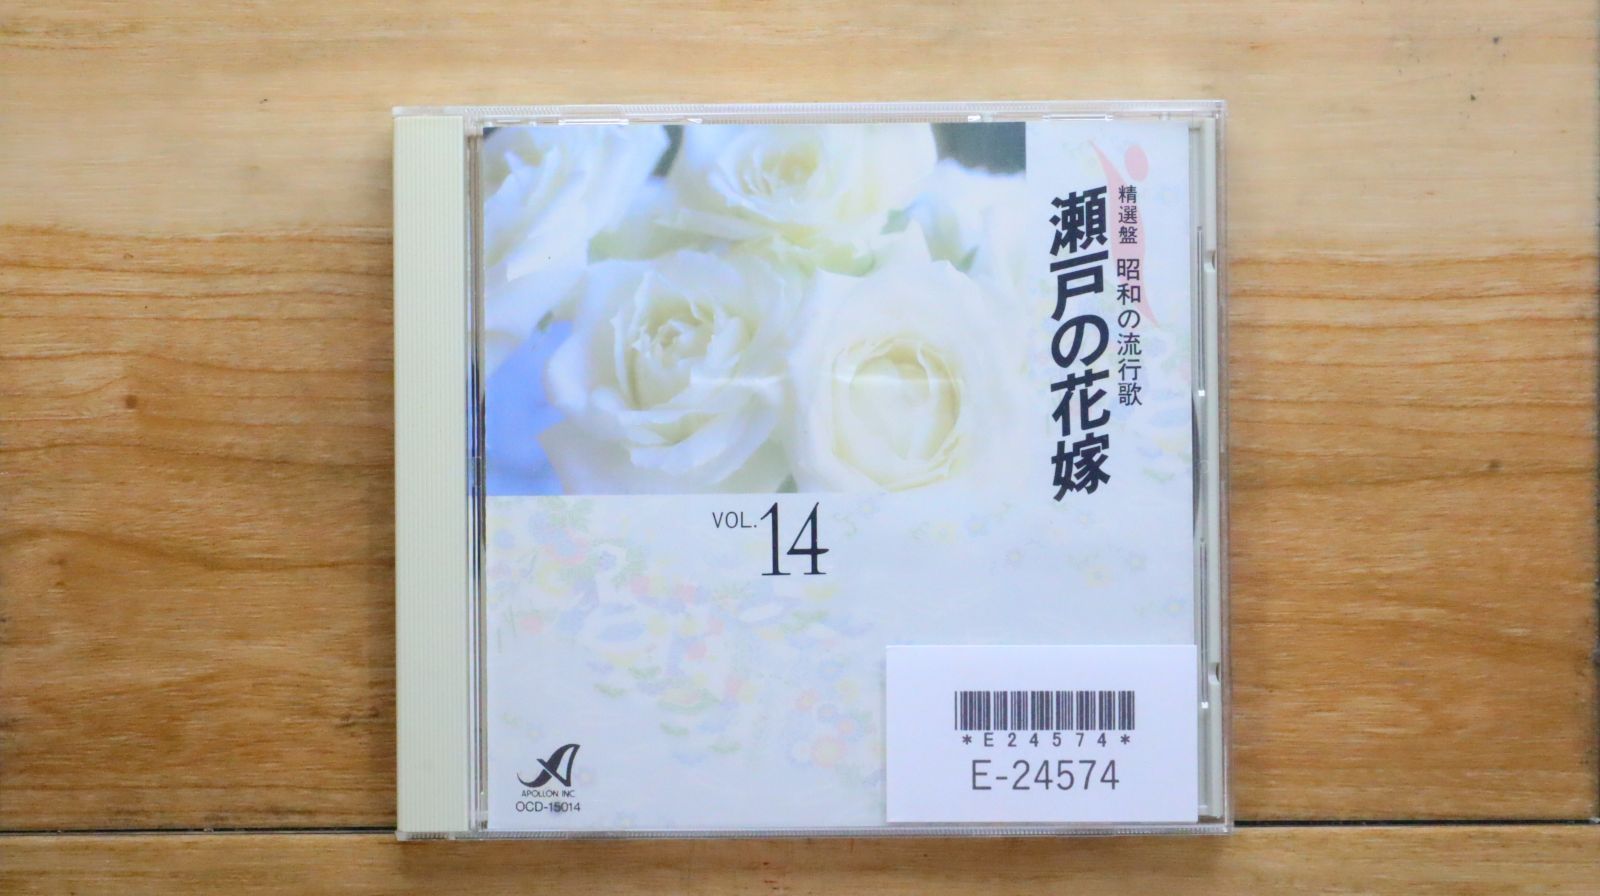 精選盤 昭和の流行歌
瀬戸の花嫁
VOL.14
APOLLON INC.
OCD-15014
*E24574*
E-24574